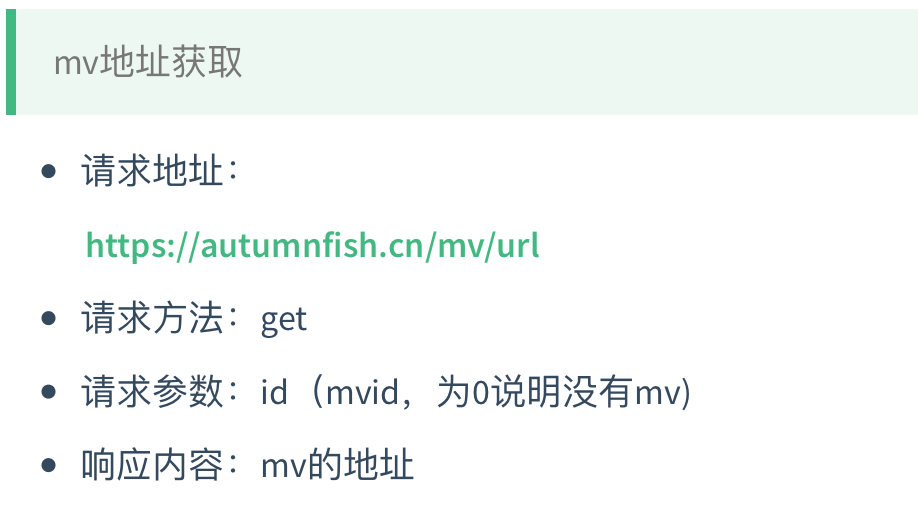 mv地址获取
请求地址：
https://autumnfish.cn/mv/url
请求方法：get
请求参数：id（mvid，为0说明没有mv)
响应内容：mv的地址